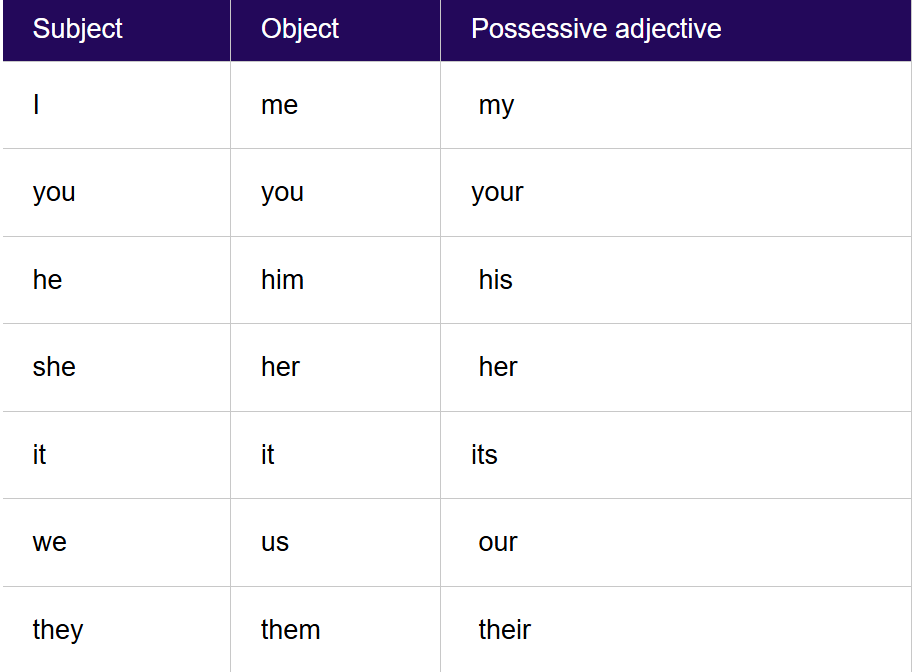 Subject Object Possessive adjective
I me my
you you your
he him his
she her her
it it its
we us our
they them their